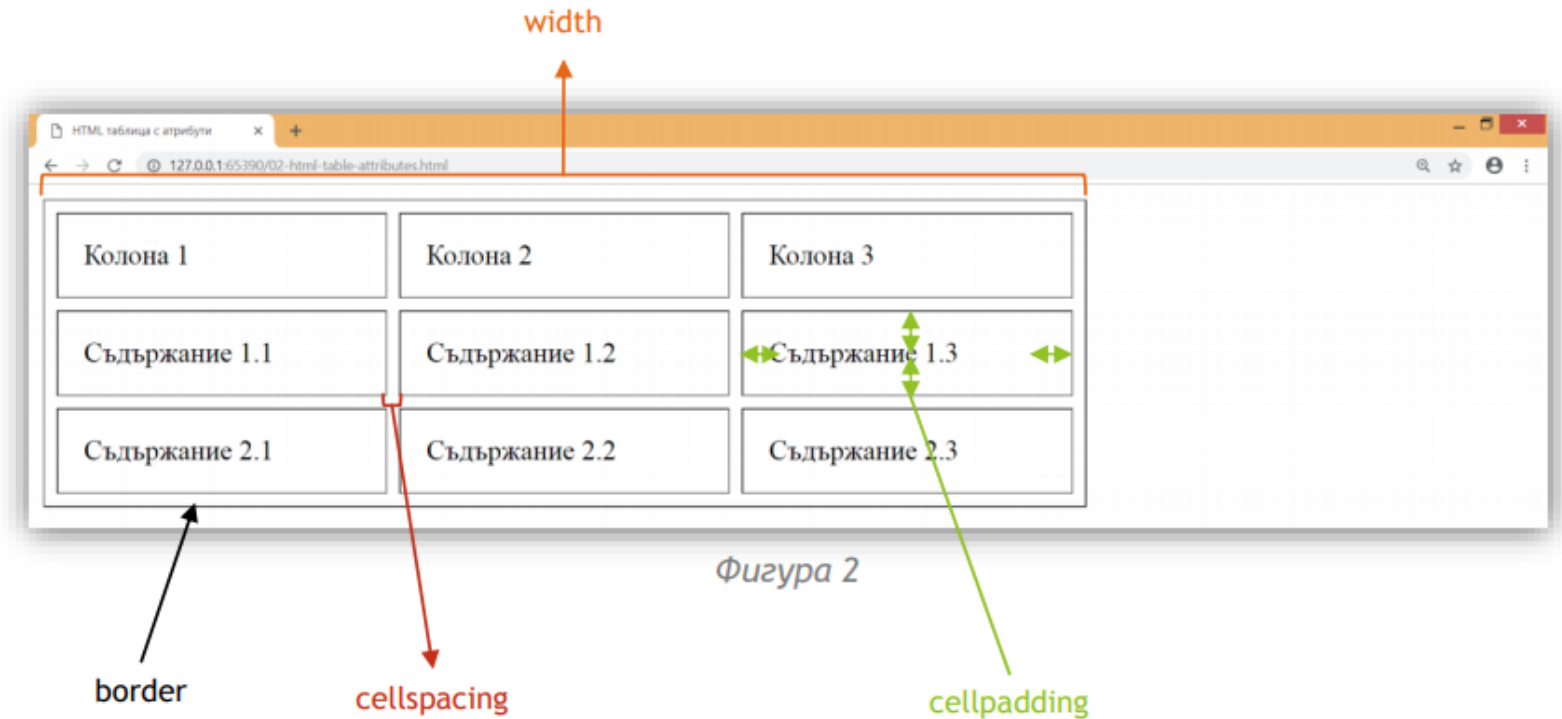 width
HTML таблица с атрибути
127.0.0.1:65390/02-html-table-attributes.html
Колона 1 Колона 2 Колона 3
Съдържание 1.1 Съдържание 1.2 Съдържание 1.3
Съдържание 2.1 Съдържание 2.2 Съдържание 2.3
Фигура 2
border cellspacing cellpadding